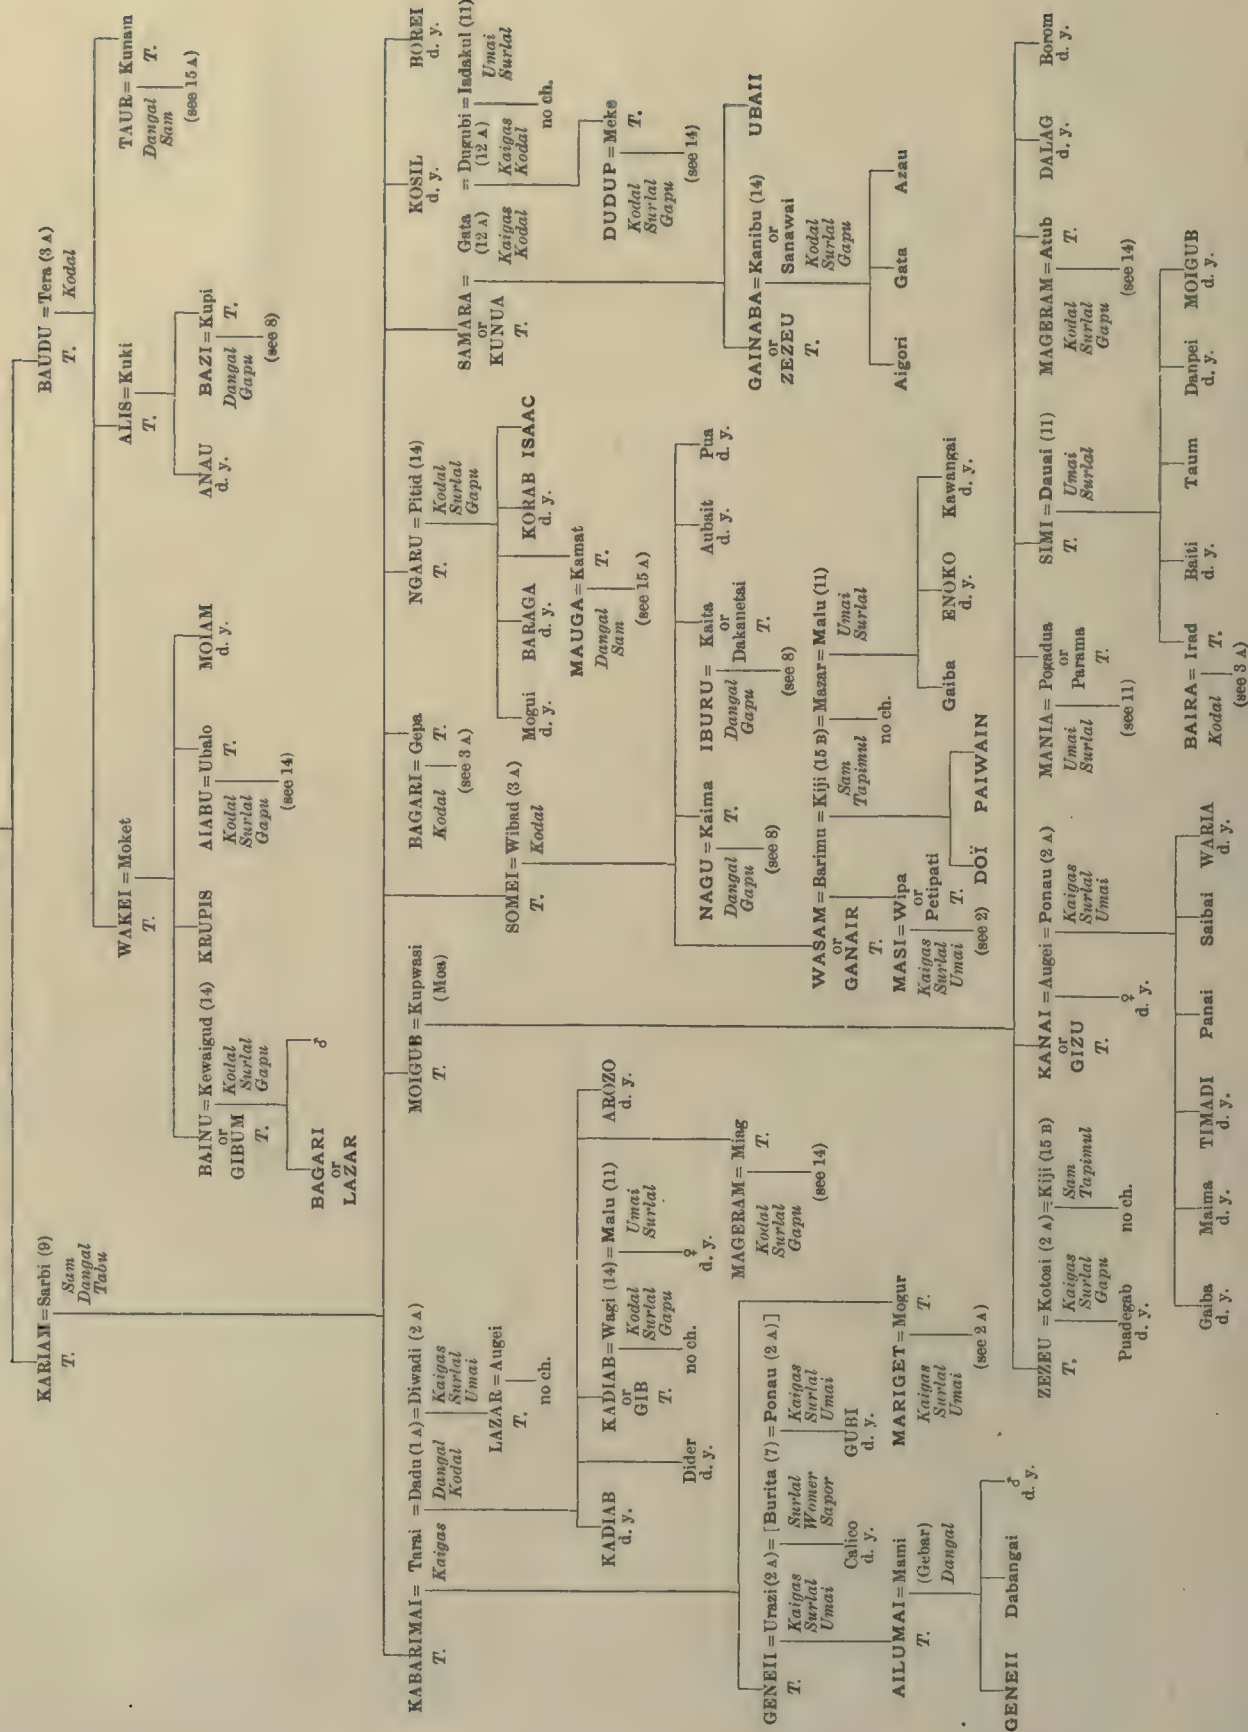 KARIAM = Sarbi (9)
T. Sam
Dangal
Tabu
BAUDU = Tera (3 A)
T. Kodal
WAKEI = Moket
T.
ALIS = Kuki
T.
TAUR = Kunam
Dangal T.
Sam
(see 15 A)
BAINU = Kewaigud (14)
or Kodal
GIBUM Surlal
T. Gapu
KRUPIS
AIABU = Ubalo
Kodal T.
Surlal
Gapu
(see 14)
MOIAM
d. y.
ANAU
d. y.
BAZI = Kupi
Dangal T.
Gapu
(see 8)
BAGARI
or
LAZAR
♂
KABARIMAI = Tarai = Dadu (1 A) = Diwadi (2 A)
T. Kaigas Dangal Kaigas
Kodal Surlal
Umai
MOIGUB = Kupwasi
T. (Moa)
SOMEI = Wibad (3 A)
T. Kodal
BAGARI = Gepa
Kodal T.
(see 3 A)
NGARU = Pitid (14)
T. Kodal
Surlal
Gapu
SAMARA = Gata = Dugubi = Iadakul (11)
or (12 A) (12 A) Umai
KUNUA Kaigas Kaigas Surlal
T. Kodal Kodal
no ch.
KOSIL
d. y.
BOREI
d. y.
LAZAR = Augei
T.
no ch.
KADIAB
d. y.
Dider
d. y.
KADIAB = Wagi (14) = Malu (11)
or Kodal Umai
GIB Surlal Surlal
T. Gapu
no ch. ♀
d. y.
MAGERAM = Miag
Kodal T.
Surlal
Gapu
(see 14)
AROZO
d. y.
Mogui
d. y.
BARAGA
d. y.
MAUGA = Kamat
Dangal T.
Sam
(see 15 A)
KORAB
d. y.
ISAAC
DUDUP = Meke
Kodal T.
Surlal
Gapu
(see 14)
GAINABA = Kanibu (14)
or or
ZEZEU Sanawai
T. Kodal
Surlal
Gapu
UBAII
Aigori Gata Azau
WASAM = Barimu = Kiji (15 B) = Mazar = Malu (11)
or Sam Umai
GANAIR Tapimul Surlal
T.
no ch.
NAGU = Kaima
Dangal T.
Gapu
(see 8)
IBURU = Kaita
Dangal or
Gapu Dakanetai
T.
(see 8)
Aubait
d. y.
Pua
d. y.
MASI = Wipa
Kaigas or
Surlal Petipati
Umai T.
(see 2)
DOÏ PAIWAIN
Gaiba
ENOKO
d. y.
Kawangai
d. y.
GENEII = Urazi (2 A) = [Burita (7) = Ponau (2 A)]
T. Kaigas Surlal Kaigas
Surlal Womer Surlal
Umai Sapor Umai
Calico
d. y.
GUBI
d. y.
MARIGET = Mogur
Kaigas T.
Surlal
Umai
(see 2 A)
AILUMAI = Mami
T. (Gebar)
Dangal
GENEII Dabangai ♂
d. y.
ZEZEU = Kotoai (2 A) = Kiji (15 B)
T. Kaigas Sam
Surlal Tapimul
Gapu
Puadegab
d. y.
no ch.
KANAI = Augei = Ponau (2 A)
or Kaigas
GIZU Surlal
T. Umai
♀
d. y.
MANIA = Pogadua
Umai or
Surlal Parama
T.
(see 11)
SIMI = Dauai (11)
T. Umai
Surlal
MAGERAM = Atub
Kodal T.
Surlal
Gapu
(see 14)
DALAG
d. y.
Borom
d. y.
Gaiba
d. y.
Maima
d. y.
TIMADI
d. y.
Panai
Saibai
WARIA
d. y.
BAIRA = Irad
Kodal T.
(see 3 A)
Baiti
d. y.
Taum
Danpei
d. y.
MOIGUB
d. y.